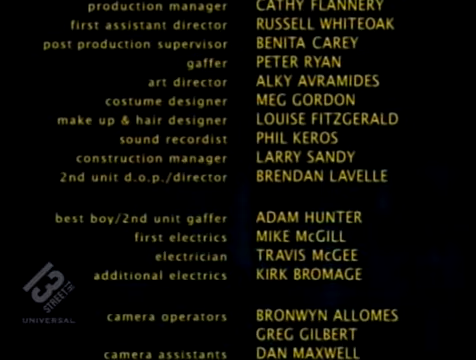 production manager CATHY FLANNERY
first assistant director RUSSELL WHITEOAK
post production supervisor BENITA CAREY
gaffer PETER RYAN
art director ALKY AVRAMIDES
costume designer MEG GORDON
make up & hair designer LOUISE FITZGERALD
sound recordist PHIL KEROS
construction manager LARRY SANDY
2nd unit d.o.p./director BRENDAN LAVELLE
best boy/2nd unit gaffer ADAM HUNTER
first electrics MIKE McGILL
electrician TRAVIS McGEE
additional electrics KIRK BROMAGE
13
STREET
UNIVERSAL
camera operators BRONWYN ALLOMES
GREG GILBERT
camera assistants DAN MAXWELL